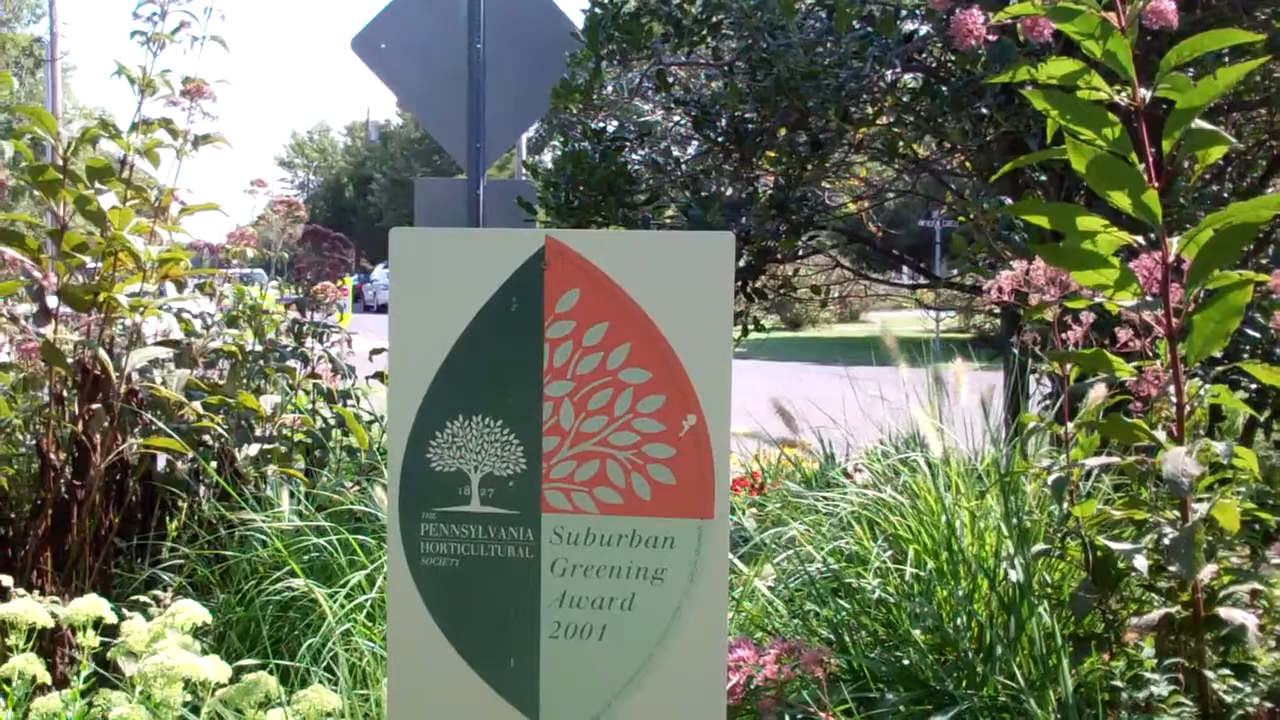 1827
THE
PENNSYLVANIA
HORTICULTURAL
SOCIETY
Suburban
Greening
Award
2001